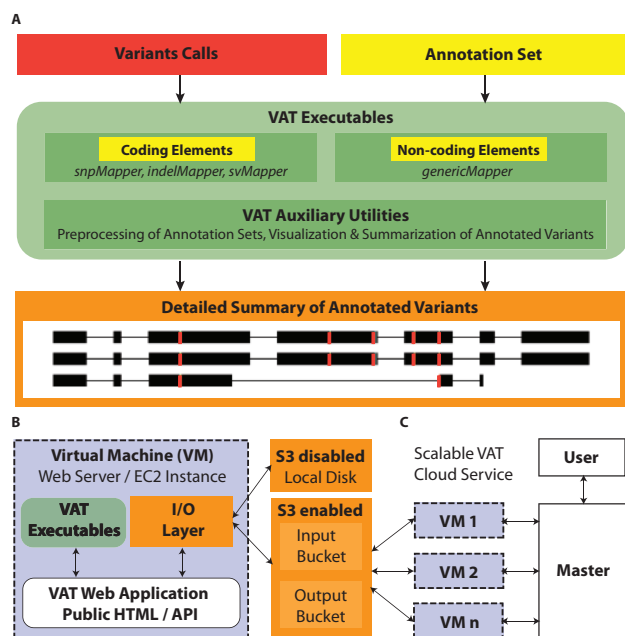 A
Variants Calls
Annotation Set
VAT Executables
Coding Elements
snpMapper, indelMapper, svMapper
Non-coding Elements
genericMapper
VAT Auxiliary Utilities
Preprocessing of Annotation Sets, Visualization & Summarization of Annotated Variants
Detailed Summary of Annotated Variants
B
Virtual Machine (VM)
Web Server / EC2 Instance
VAT
Executables
I/O
Layer
VAT Web Application
Public HTML / API
S3 disabled
Local Disk
S3 enabled
Input
Bucket
Output
Bucket
C
Scalable VAT
Cloud Service
User
VM 1
VM 2
VM n
Master